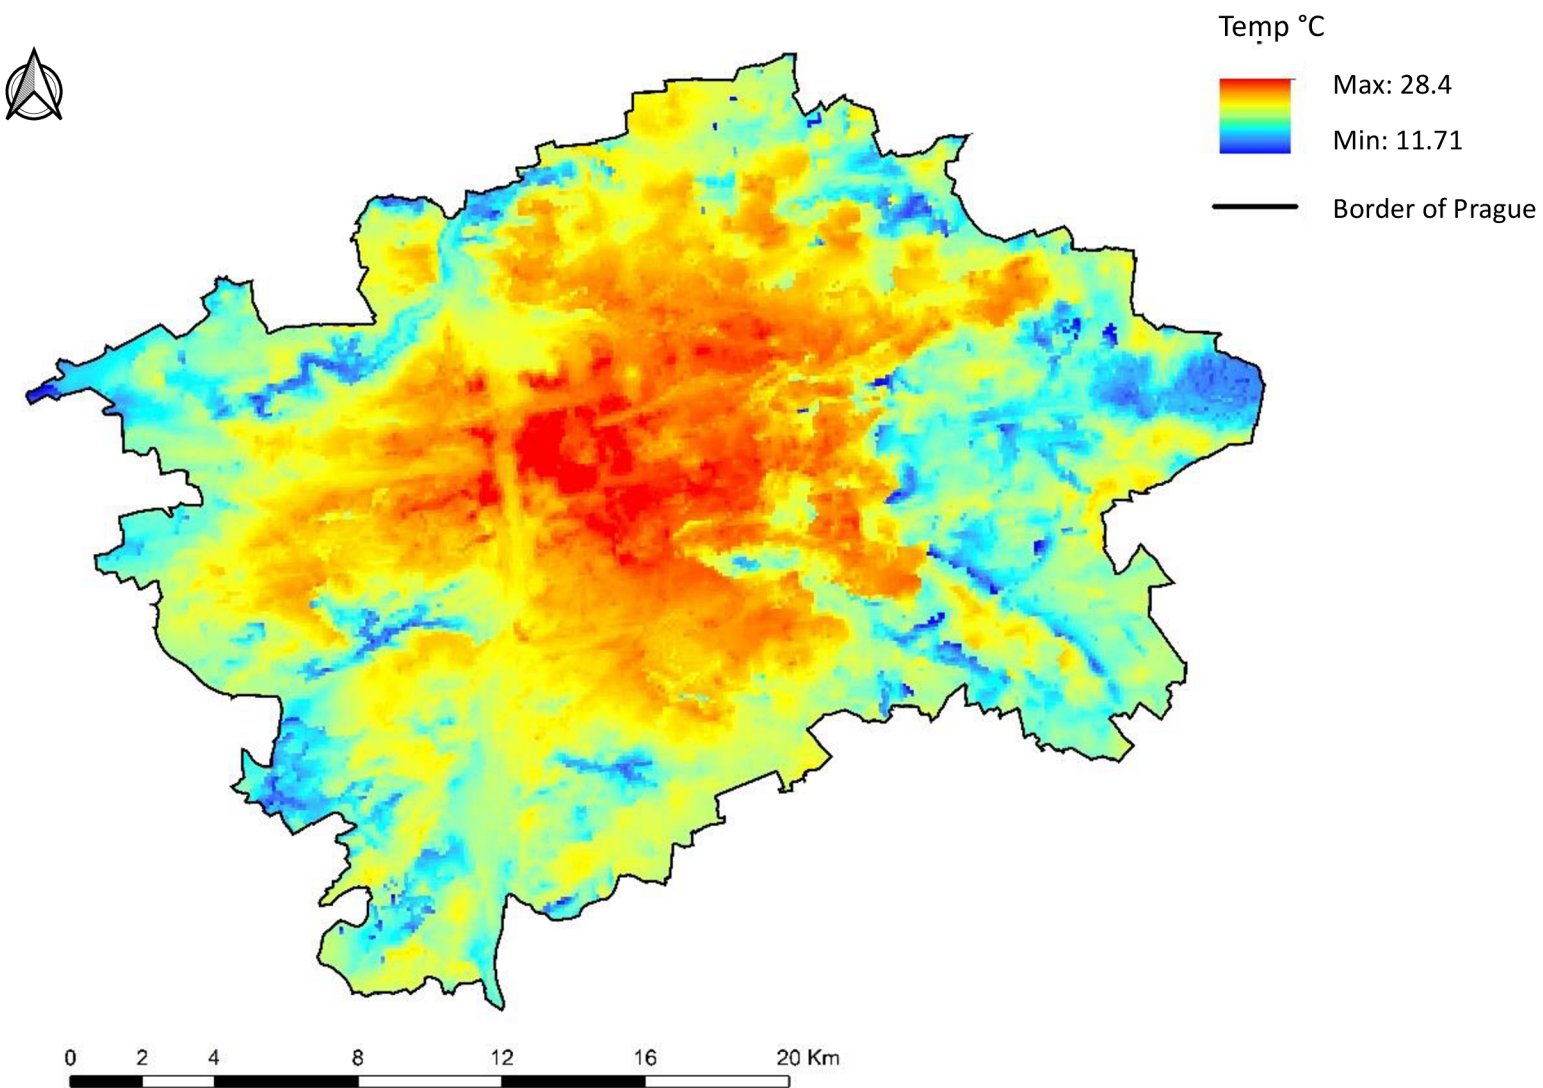 Temp °C
Max: 28.4
Min: 11.71
Border of Prague
0 2 4 8 12 16 20 Km